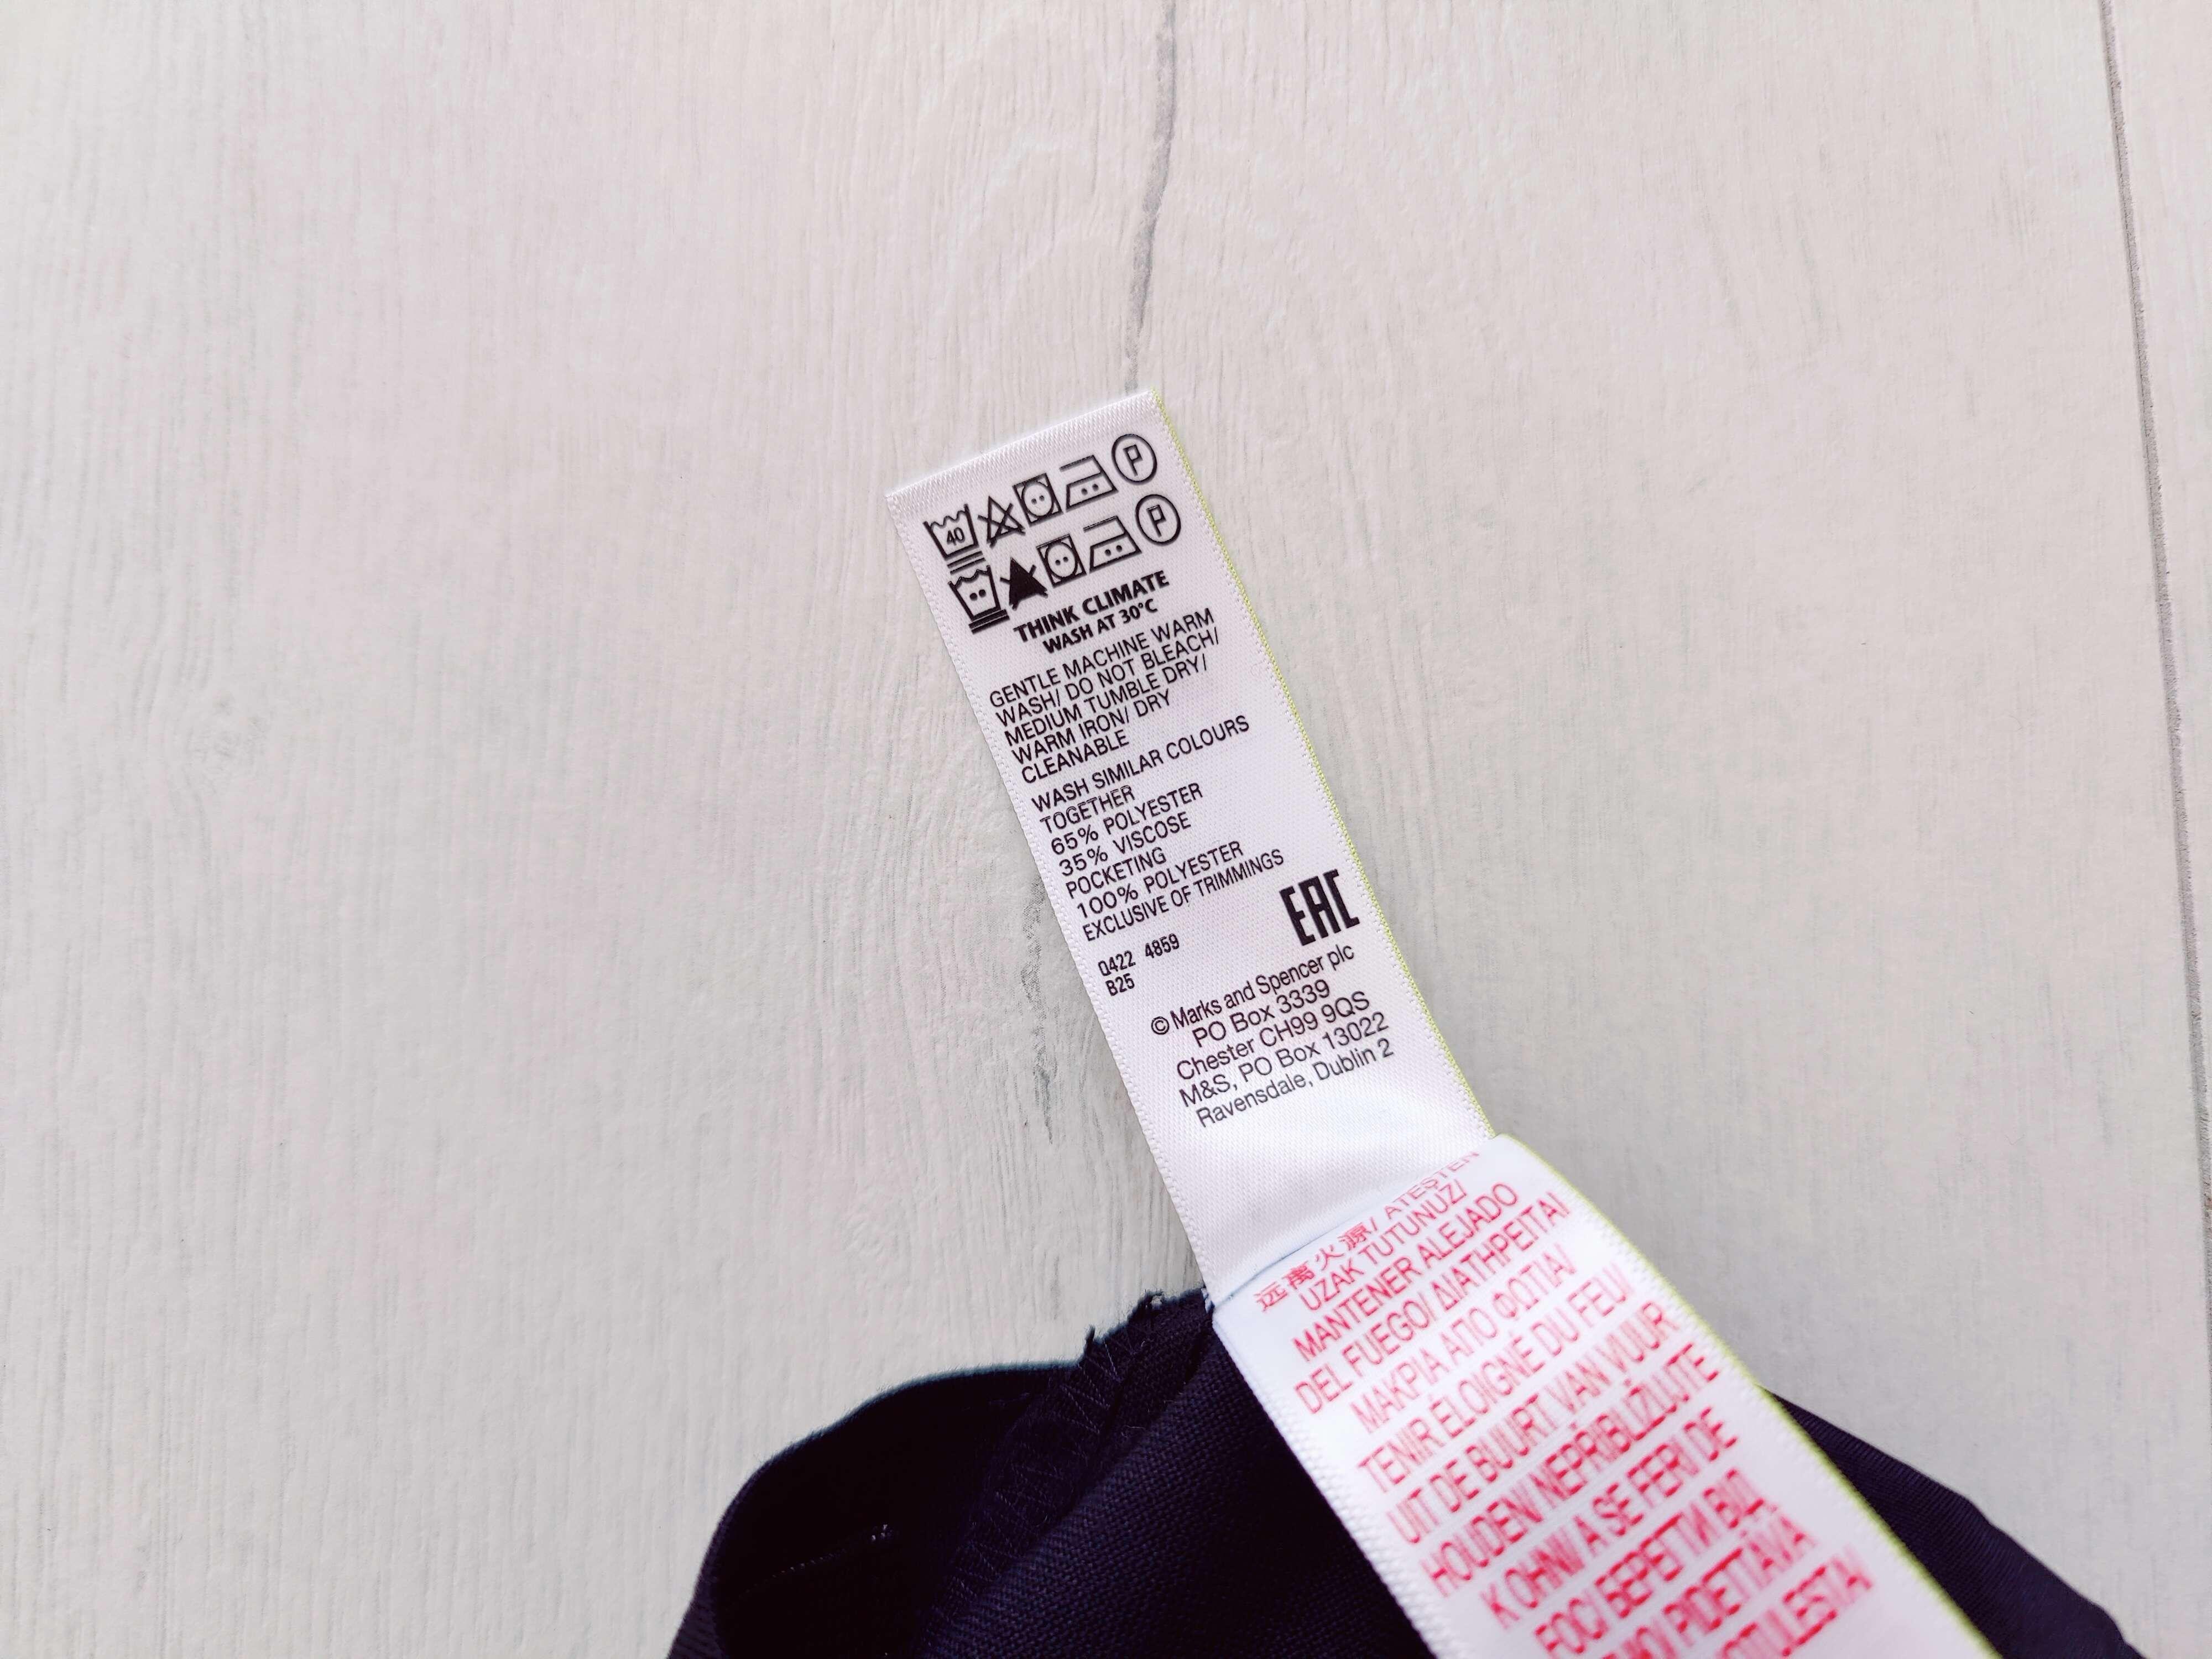 40 P
P
THINK CLIMATE
WASH AT 30°C
GENTLE MACHINE WARM
WASH/ DO NOT BLEACH/
MEDIUM TUMBLE DRY/
WARM IRON/ DRY
CLEANABLE
WASH SIMILAR COLOURS
TOGETHER
65% POLYESTER
35% VISCOSE
POCKETING
100% POLYESTER
EXCLUSIVE OF TRIMMINGS
EAC
Q422 4859
B25
© Marks and Spencer plc
PO Box 3339
Chester CH99 9QS
M&S, PO Box 13022
Ravensdale, Dublin 2
远离火源/ ATEŞTEN
UZAK TUTUNUZ/
MANTENER ALEJADO
DEL FUEGO/ ΔΙΑΤΗΡΕΙΤΑΙ
ΜΑΚΡΙΑ ΑΠΟ ΦΩΤΙΑ/
TENIR ÉLOIGNÉ DU FEU/
UIT DE BUURT VAN VUUR
HOUDEN/ NEPŘIBLIŽUJTE
K OHNI/ A SE FERI DE
FOC/ БЕРЕГТИ ВІД
PIDETTÄVÄ